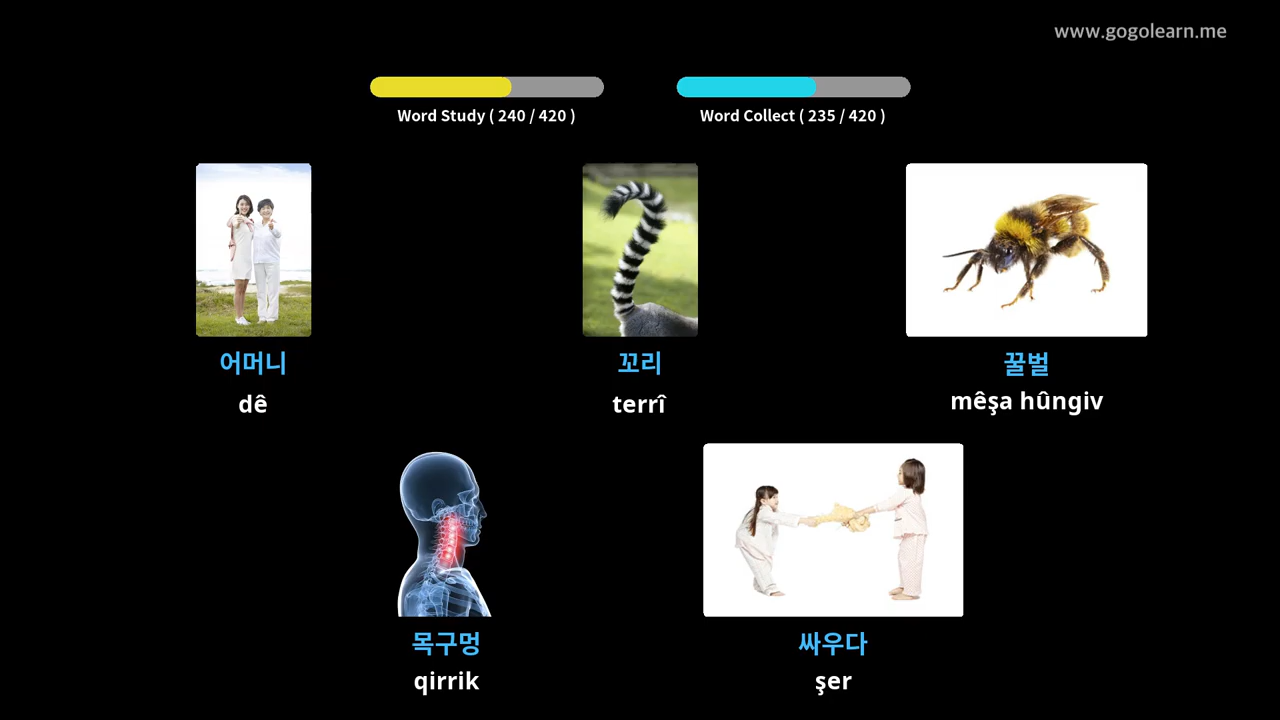 www.gogolearn.me
Word Study ( 240 / 420 )
Word Collect ( 235 / 420 )
어머니
dê
꼬리
terrî
꿀벌
mêşa hûngiv
목구멍
qirrik
싸우다
şer